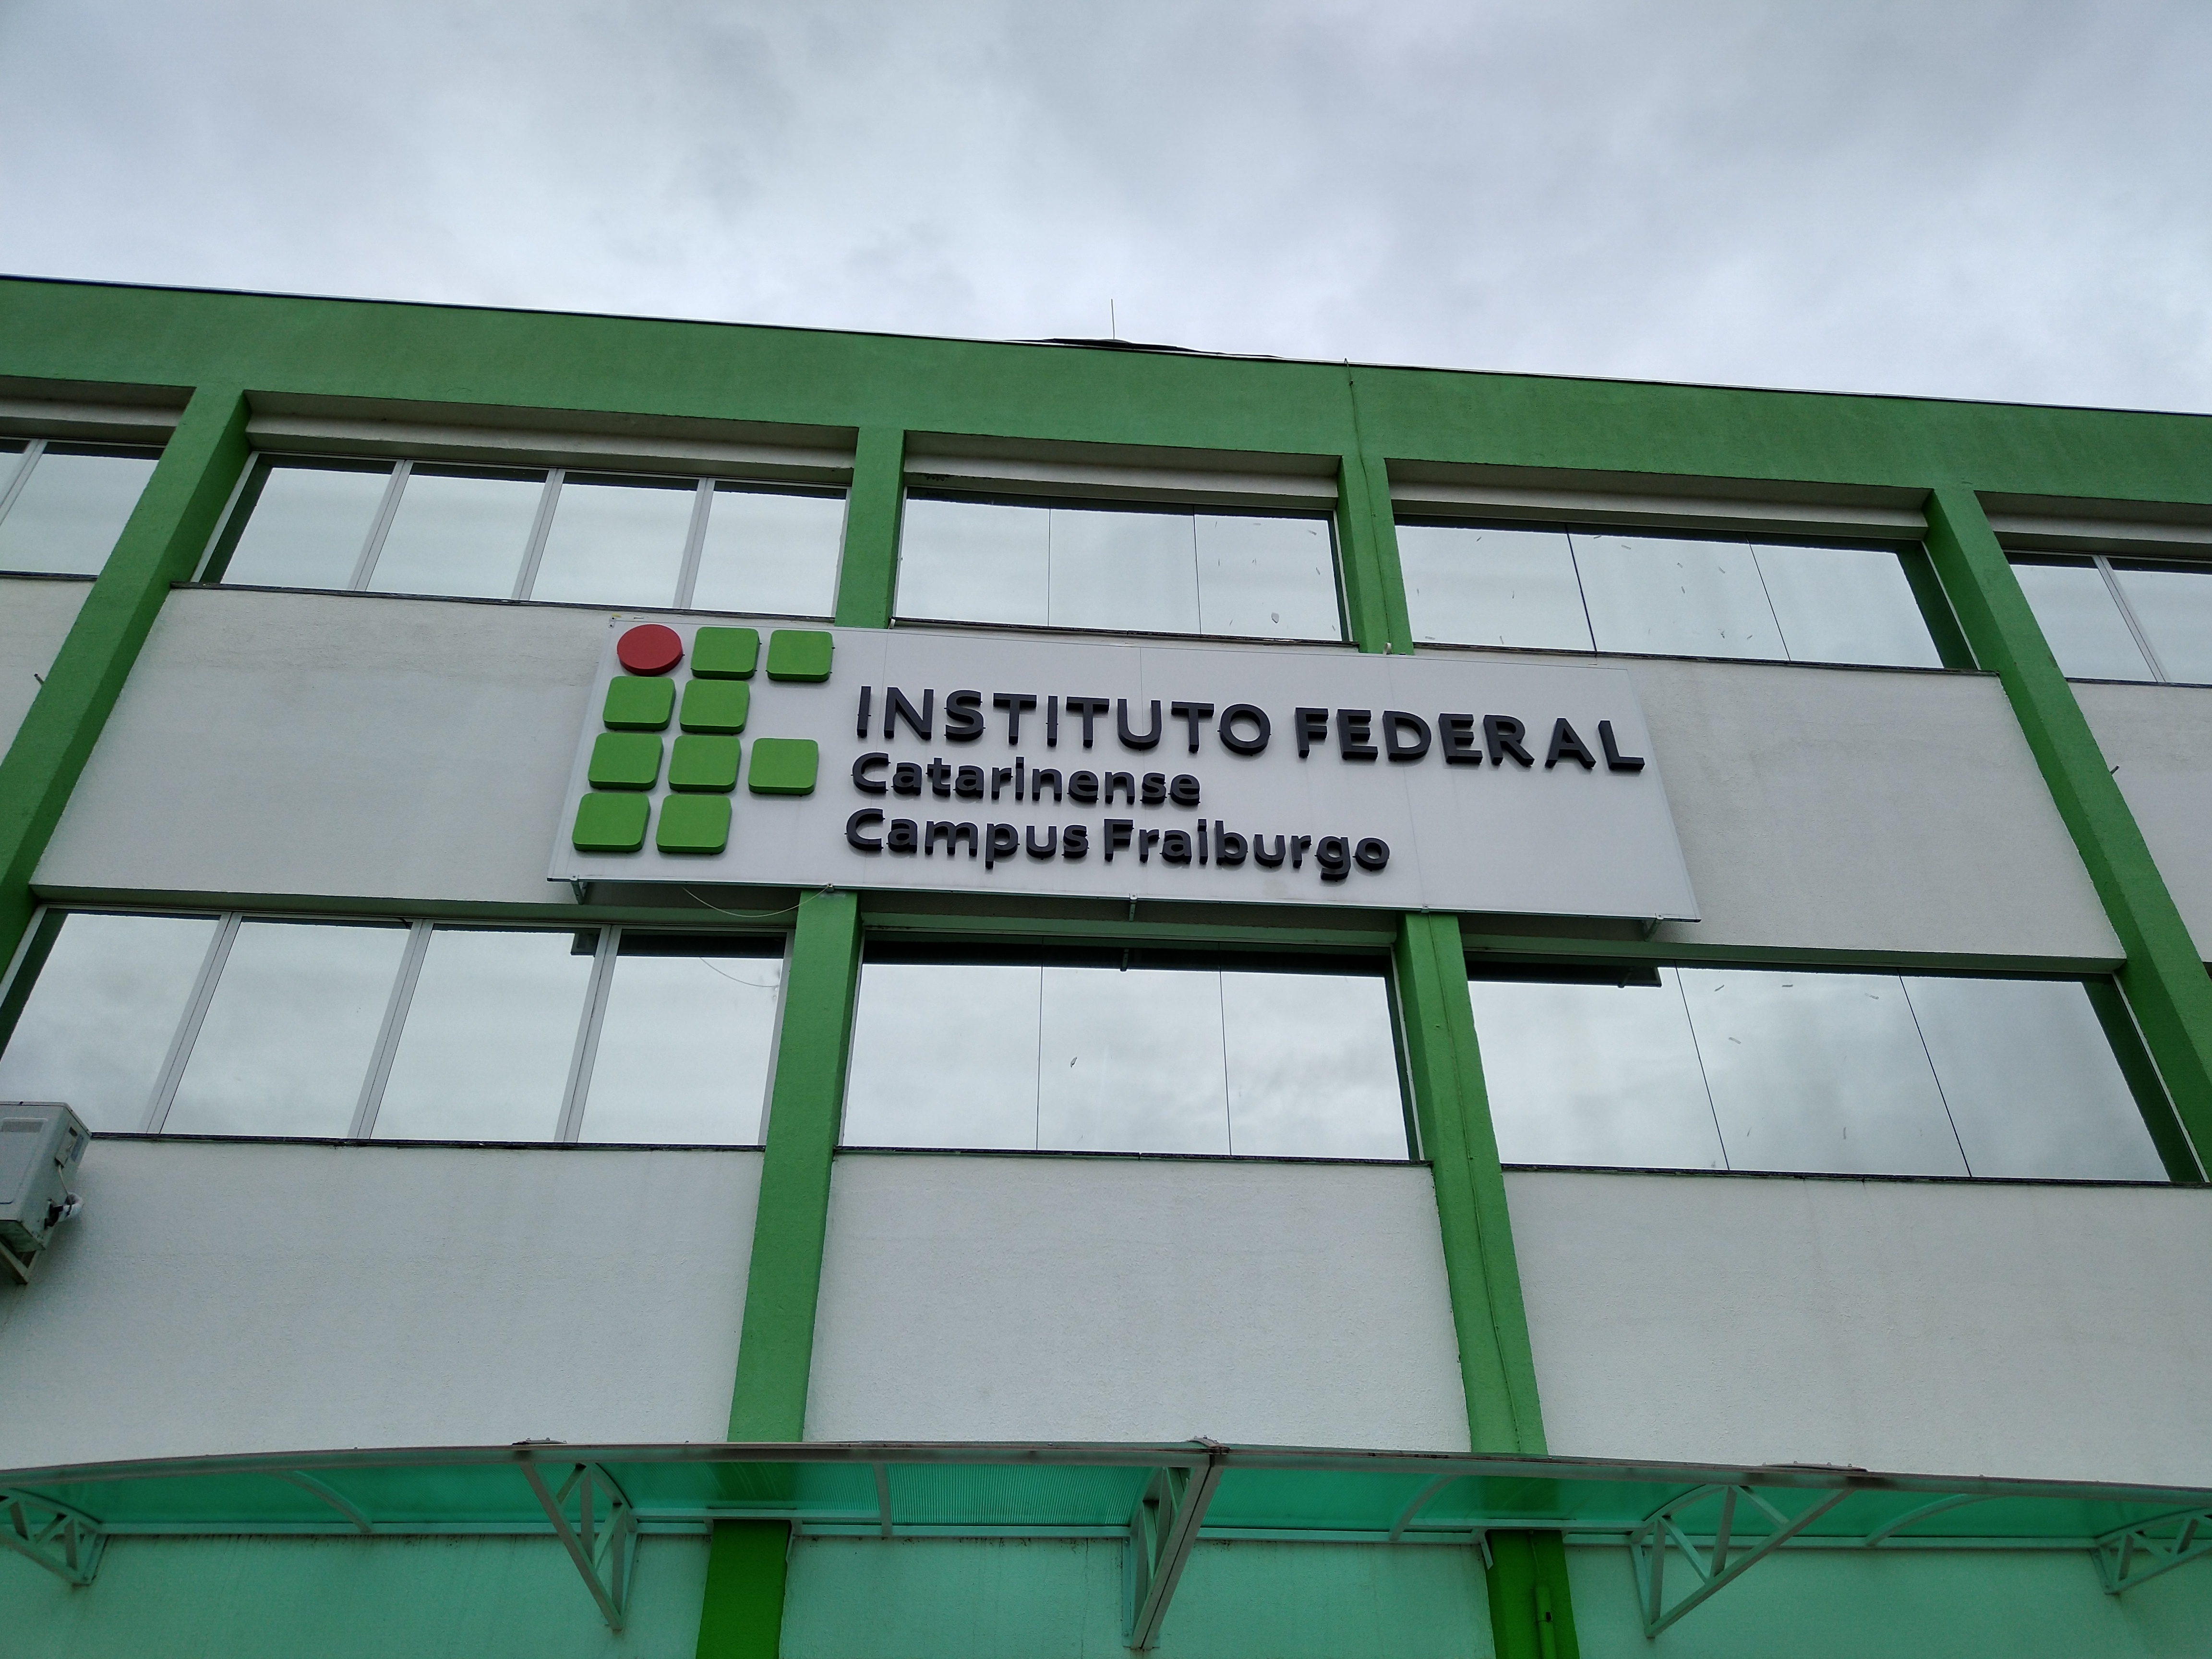 INSTITUTO FEDERAL
Catarinense
Campus Fraiburgo